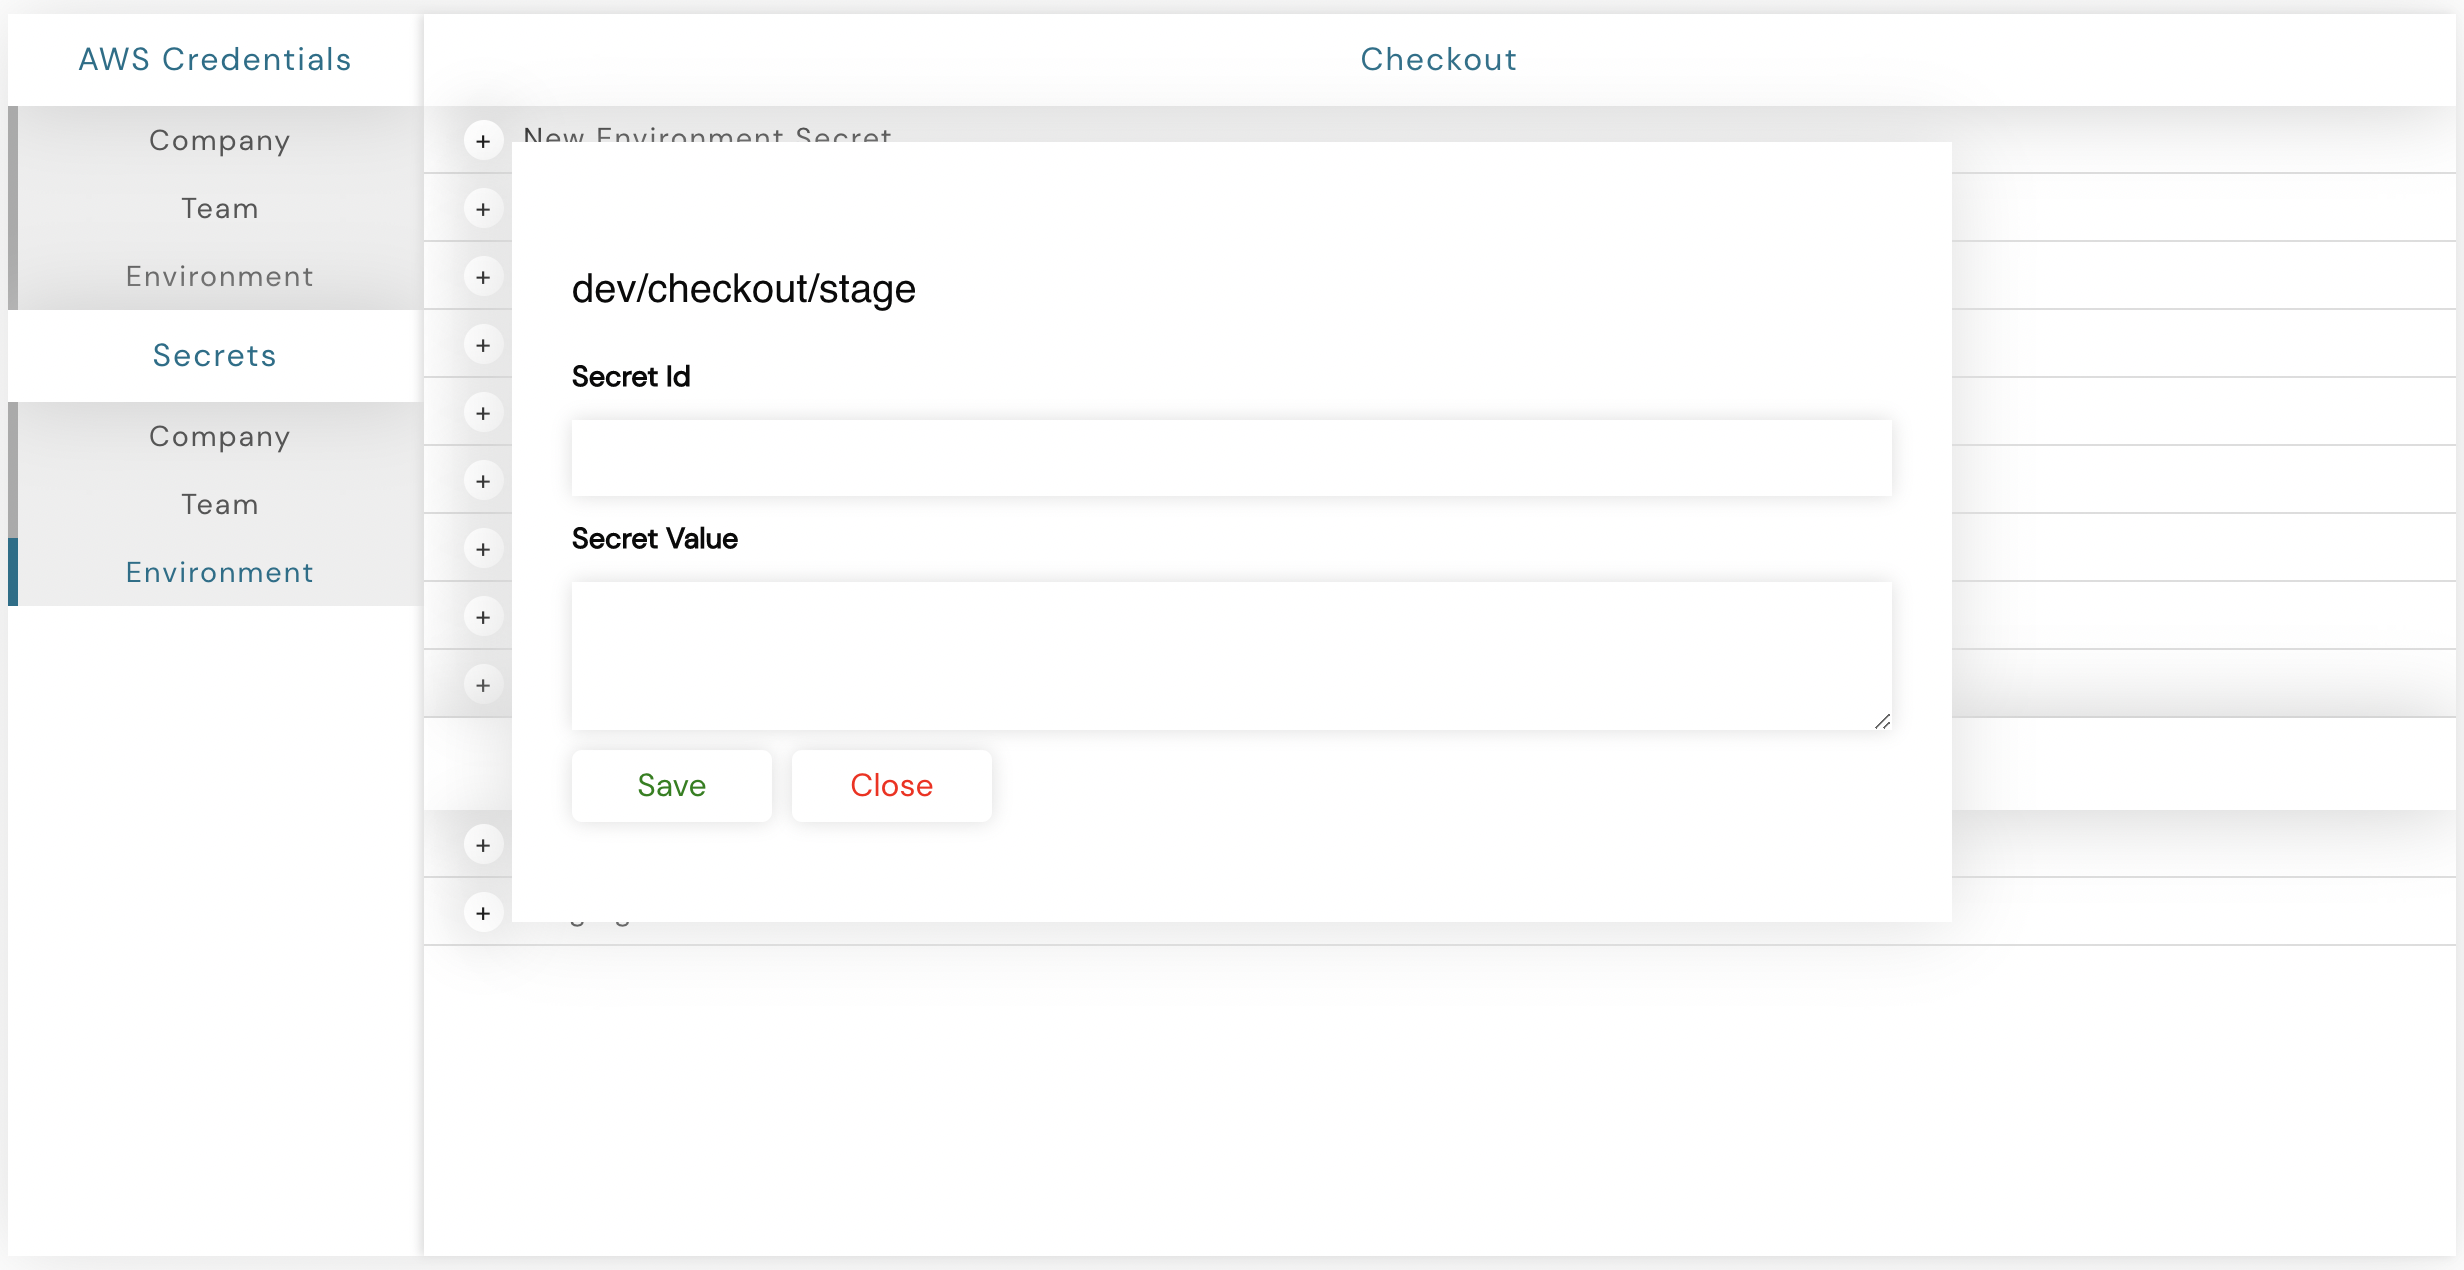 AWS Credentials
Company
Team
Environment
Secrets
Company
Team
Environment
Checkout
+ New Environment Secret
+
+
+
+
+
+
+
+
+
+
dev/checkout/stage
Secret Id
Secret Value
Save
Close